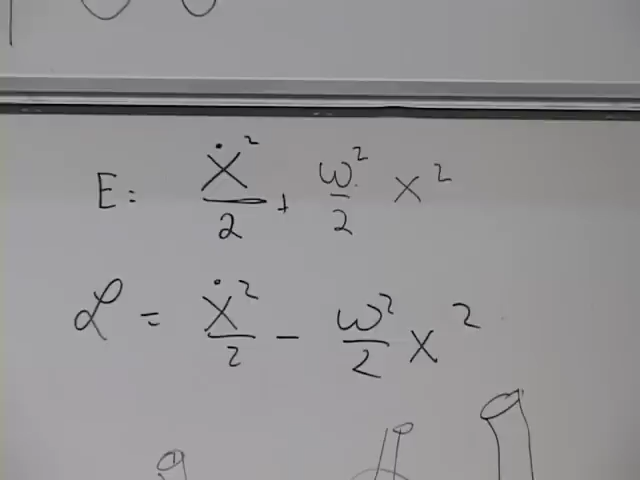 E: ẋ²/2 + ω²/2 x²
ℒ = ẋ²/2 - ω²/2 x²